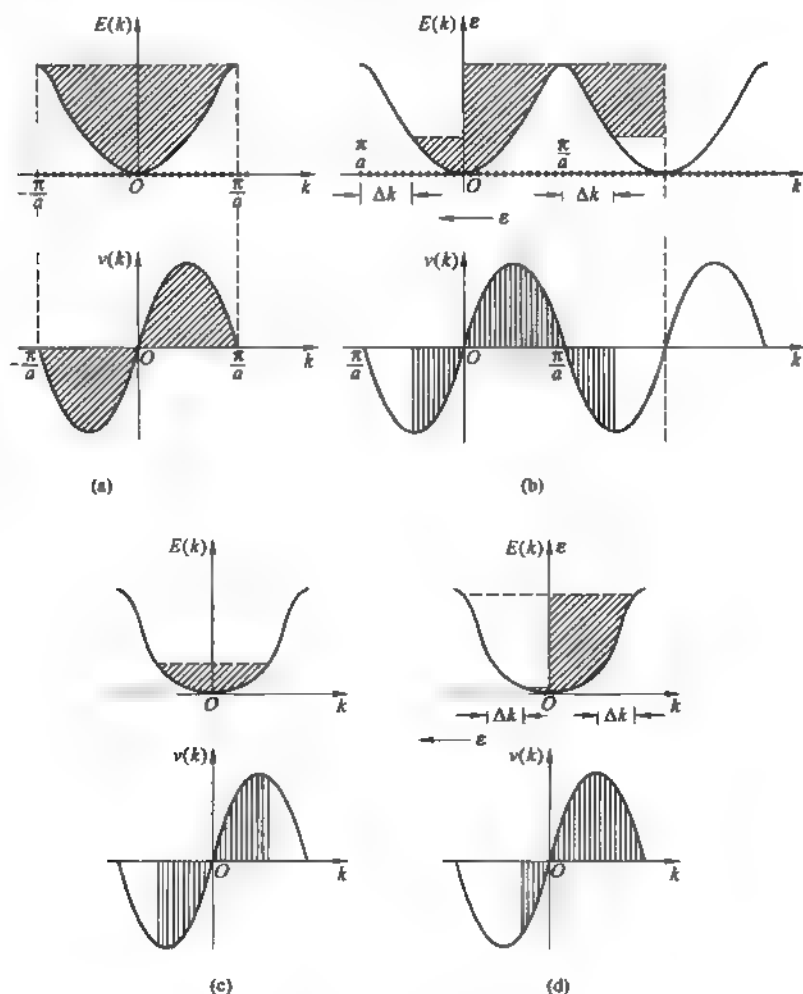 E(k)
E(k) ε
-π/a O π/a k
π/a O π/a k
Δk Δk
ε
v(k)
v(k)
-π/a O π/a k
π/a O π/a k
(a) (b)
E(k)
E(k) ε
O k
O k
Δk Δk
ε
v(k)
v(k)
O k
O k
(c) (d)